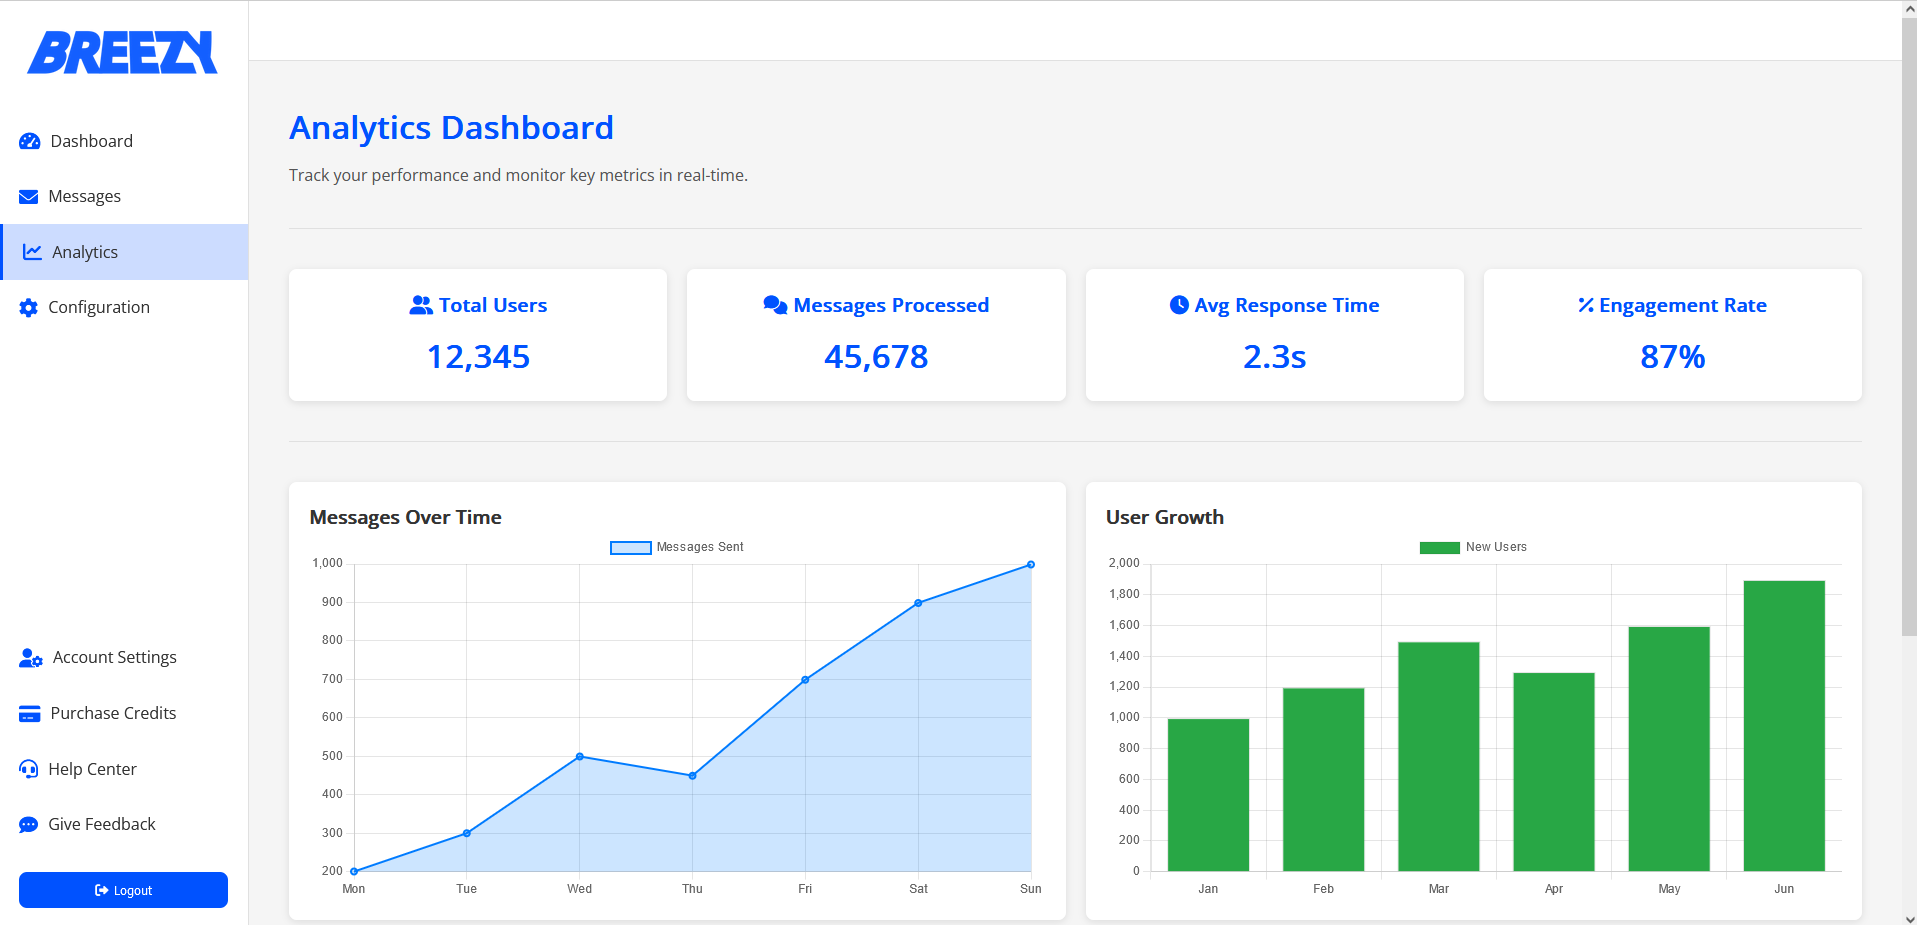 BREEZY
Dashboard
Messages
Analytics
Configuration
Account Settings
Purchase Credits
Help Center
Give Feedback
Logout
Analytics Dashboard
Track your performance and monitor key metrics in real-time.
Total Users
12,345
Messages Processed
45,678
Avg Response Time
2.3s
Engagement Rate
87%
Messages Over Time
Messages Sent
1,000
900
800
700
600
500
400
300
200
Mon Tue Wed Thu Fri Sat Sun
User Growth
New Users
2,000
1,800
1,600
1,400
1,200
1,000
800
600
400
200
0
Jan Feb Mar Apr May Jun